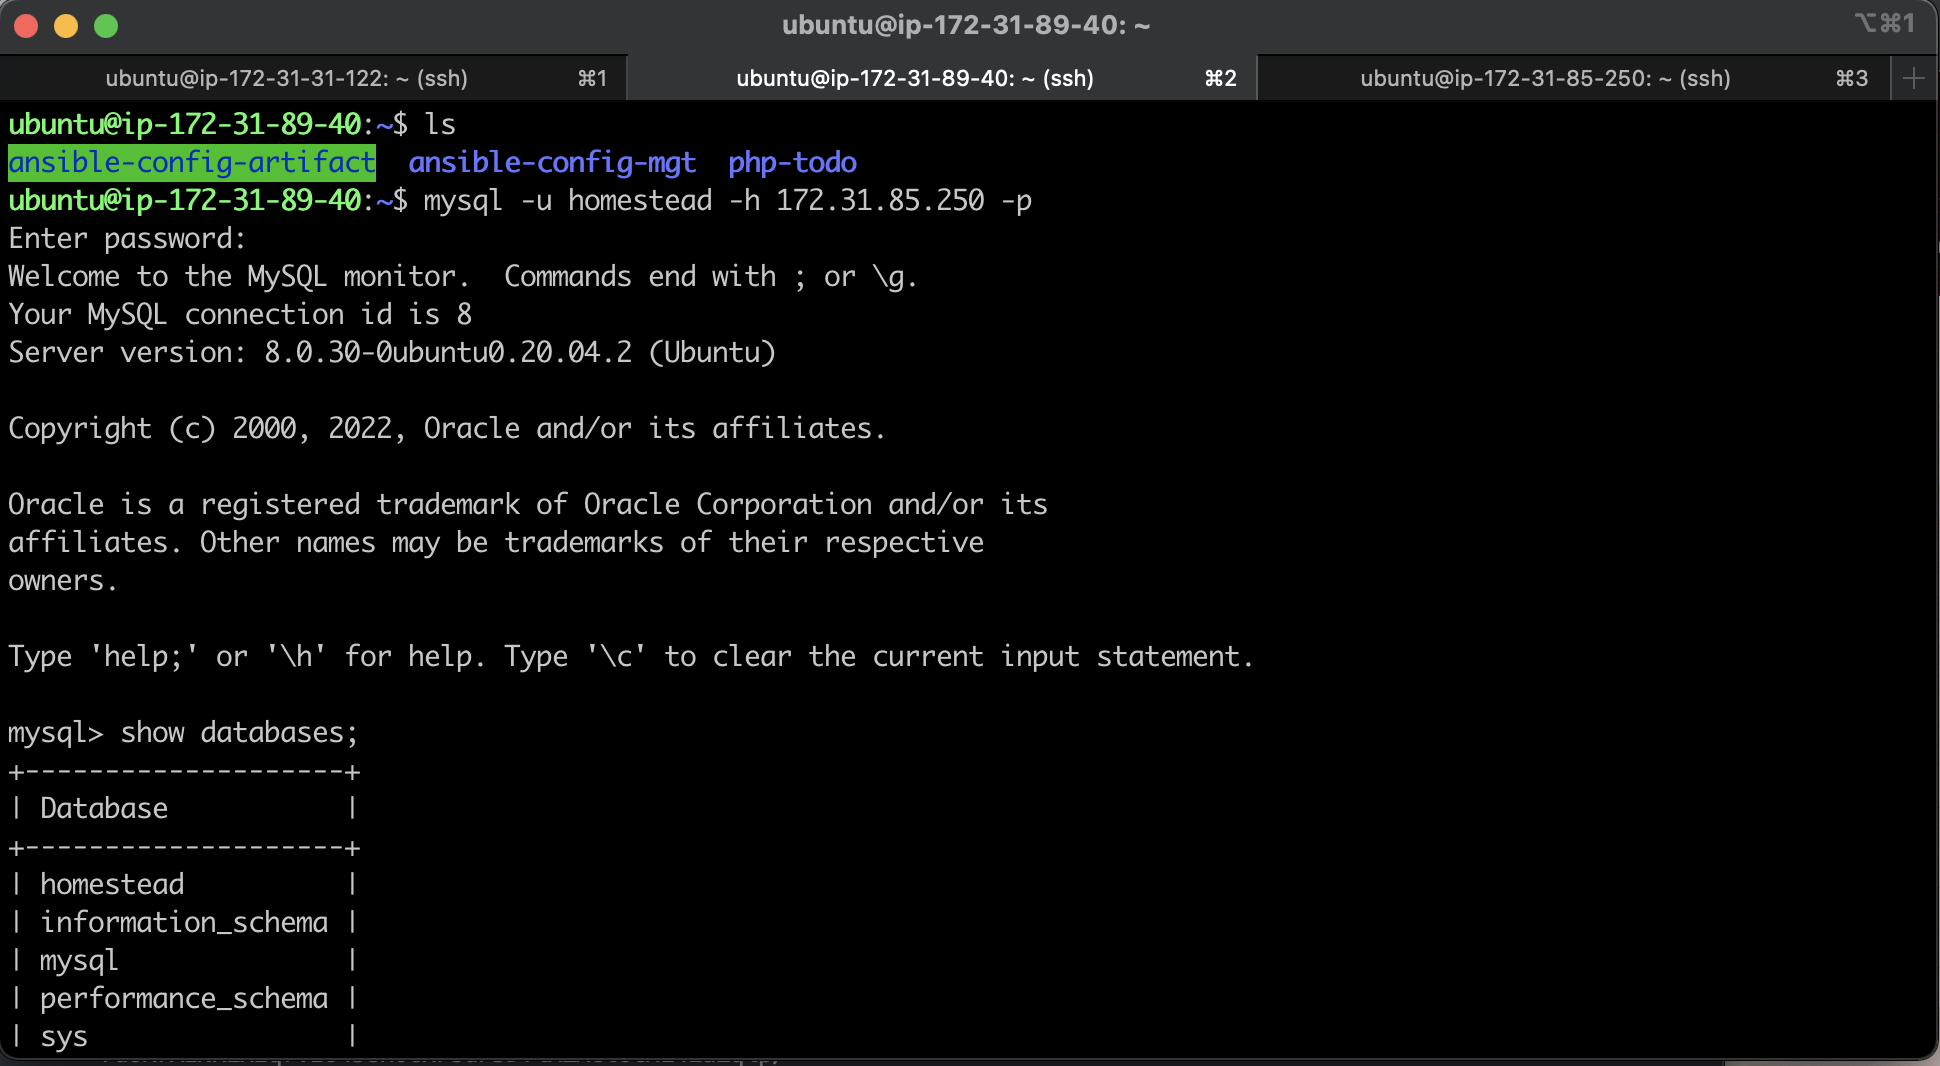 ubuntu@ip-172-31-89-40: ~
⌥⌘1
ubuntu@ip-172-31-31-122: ~ (ssh) ⌘1
ubuntu@ip-172-31-89-40: ~ (ssh) ⌘2
ubuntu@ip-172-31-85-250: ~ (ssh) ⌘3
ubuntu@ip-172-31-89-40:~$ ls
ansible-config-artifact  ansible-config-mgt  php-todo
ubuntu@ip-172-31-89-40:~$ mysql -u homestead -h 172.31.85.250 -p
Enter password:
Welcome to the MySQL monitor.  Commands end with ; or \g.
Your MySQL connection id is 8
Server version: 8.0.30-0ubuntu0.20.04.2 (Ubuntu)
Copyright (c) 2000, 2022, Oracle and/or its affiliates.
Oracle is a registered trademark of Oracle Corporation and/or its
affiliates. Other names may be trademarks of their respective
owners.
Type 'help;' or '\h' for help. Type '\c' to clear the current input statement.
mysql> show databases;
+--------------------+
| Database           |
+--------------------+
| homestead          |
| information_schema |
| mysql              |
| performance_schema |
| sys                |